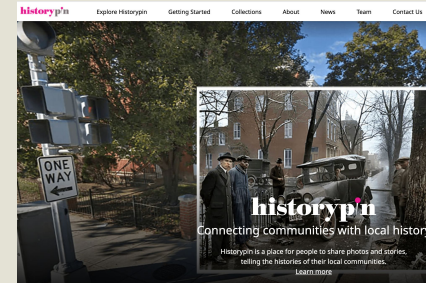 historypin Explore Historypin Getting Started Collections About News Team Contact Us
ONE
WAY
historypin
Connecting communities with local history
Historypin is a place for people to share photos and stories,
telling the histories of their local communities.
Learn more